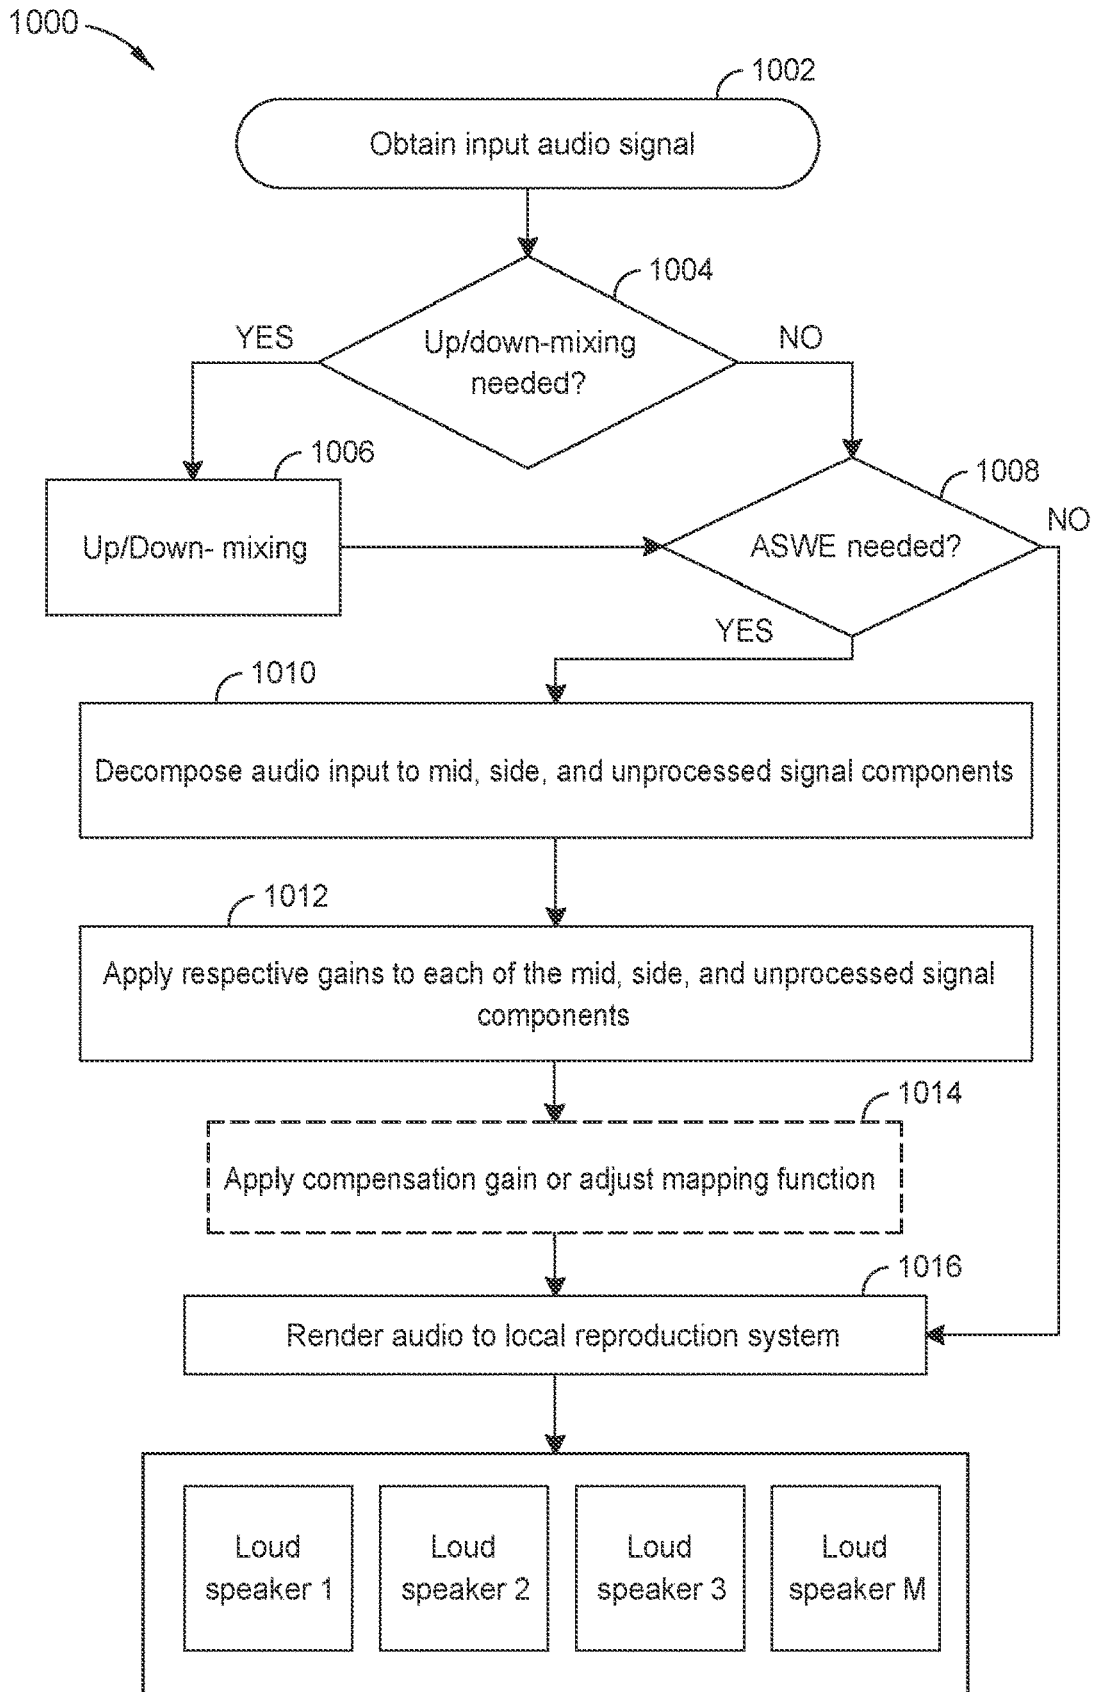 1000
1002
Obtain input audio signal
1004
YES
Up/down-mixing
needed?
NO
1006
1008
Up/Down- mixing
ASWE needed?
NO
YES
1010
Decompose audio input to mid, side, and unprocessed signal components
1012
Apply respective gains to each of the mid, side, and unprocessed signal
components
1014
Apply compensation gain or adjust mapping function
1016
Render audio to local reproduction system
Loud
speaker 1
Loud
speaker 2
Loud
speaker 3
Loud
speaker M